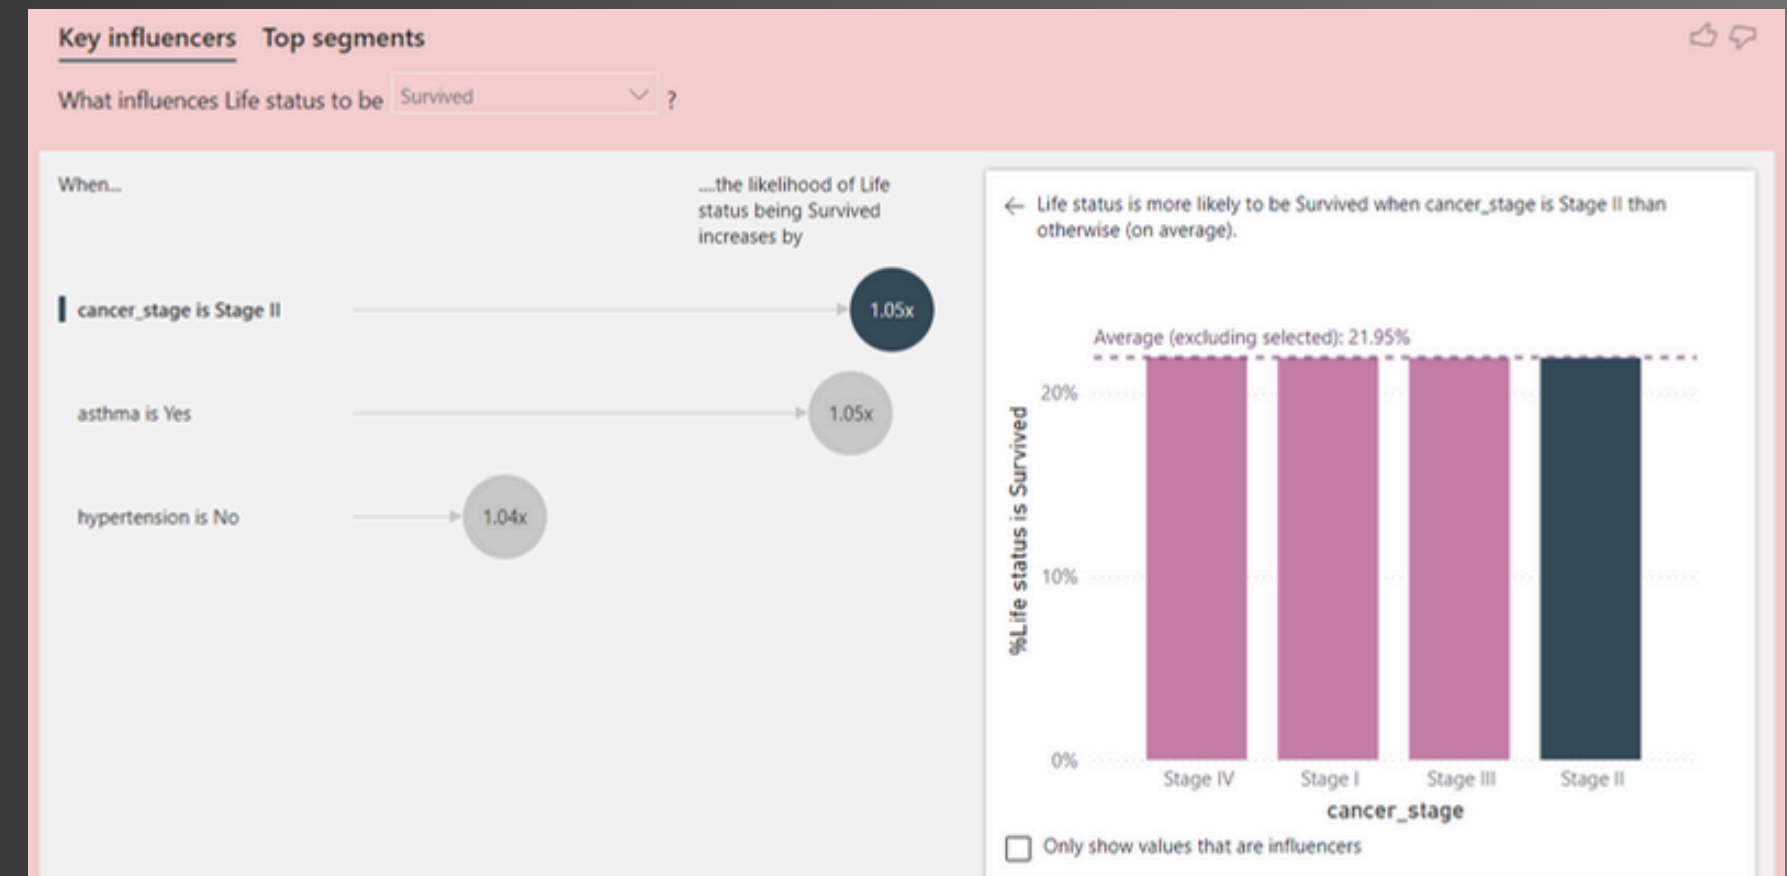 Key influencers Top segments
What influences Life status to be Survived ?
When...
....the likelihood of Life
status being Survived
increases by
cancer_stage is Stage II
1.05x
asthma is Yes
1.05x
hypertension is No
1.04x
Life status is more likely to be Survived when cancer_stage is Stage II than
otherwise (on average).
Average (excluding selected): 21.95%
%Life status is Survived
20%
10%
0%
Stage IV Stage I Stage III Stage II
cancer_stage
Only show values that are influencers